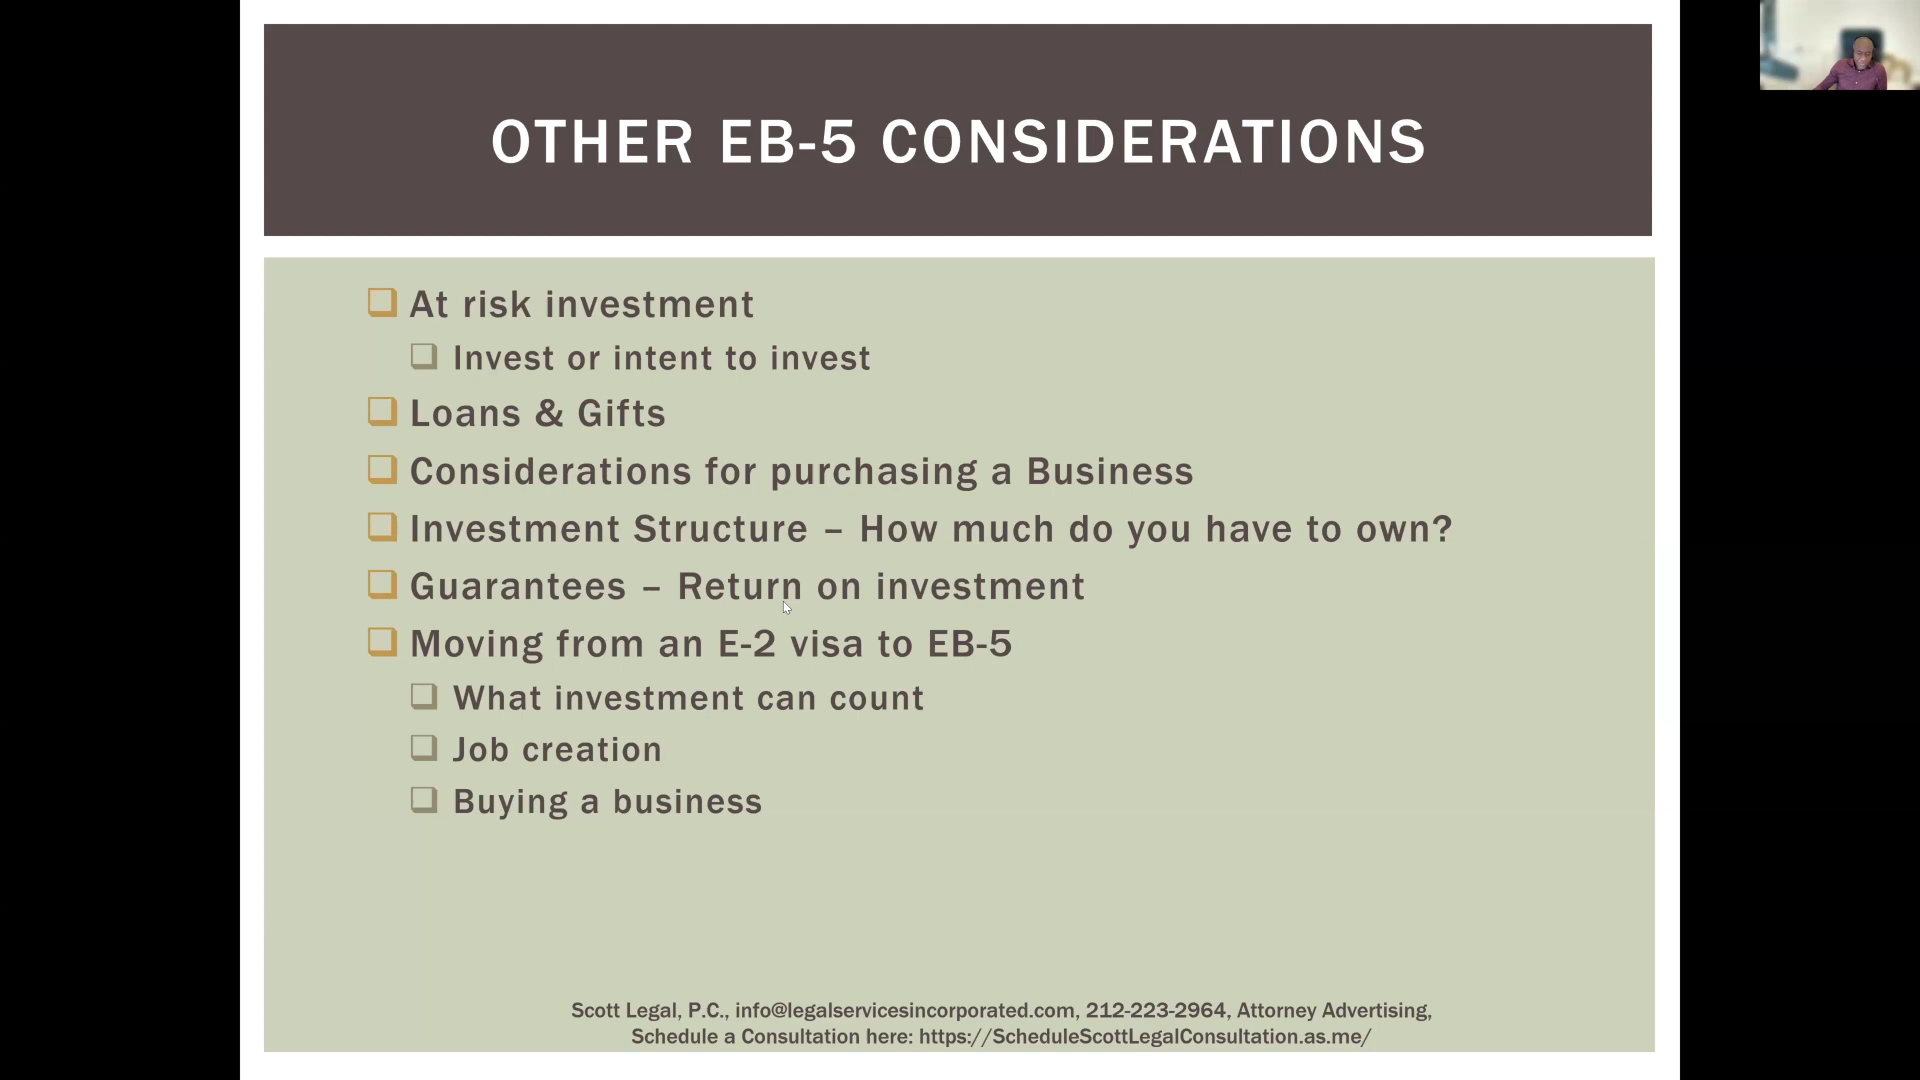 OTHER EB-5 CONSIDERATIONS
At risk investment
Invest or intent to invest
Loans & Gifts
Considerations for purchasing a Business
Investment Structure – How much do you have to own?
Guarantees – Return on investment
Moving from an E-2 visa to EB-5
What investment can count
Job creation
Buying a business
Scott Legal, P.C., info@legalservicesincorporated.com, 212-223-2964, Attorney Advertising,
Schedule a Consultation here: https://ScheduleScottLegalConsultation.as.me/